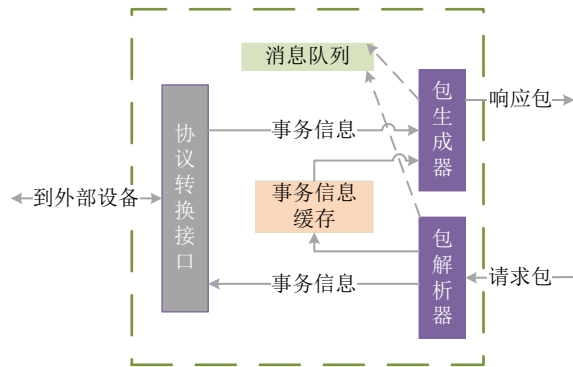 消息队列
包生成器
响应包
事务信息
协议转换接口
到外部设备
事务信息
缓存
包解析器
请求包
事务信息